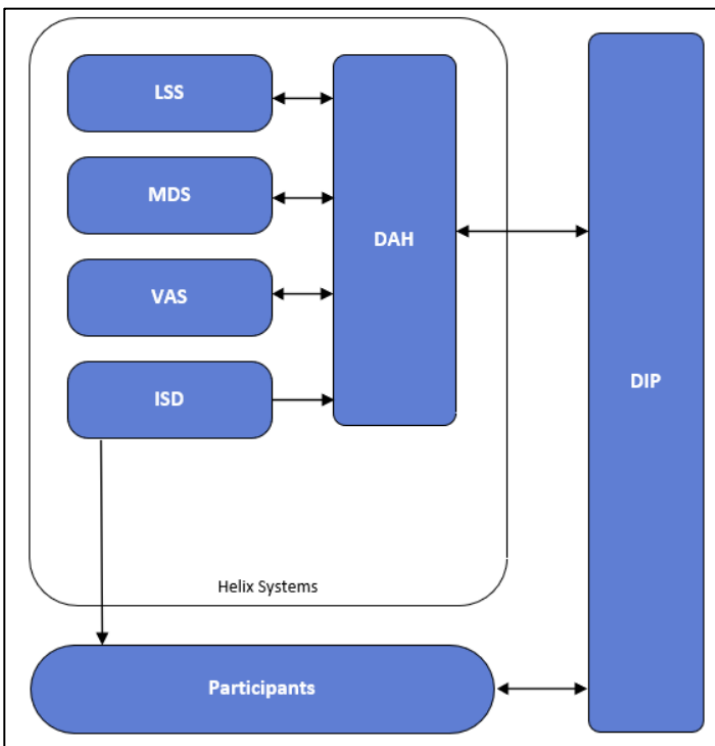 LSS
MDS
DAH
VAS
ISD
DIP
Helix Systems
Participants